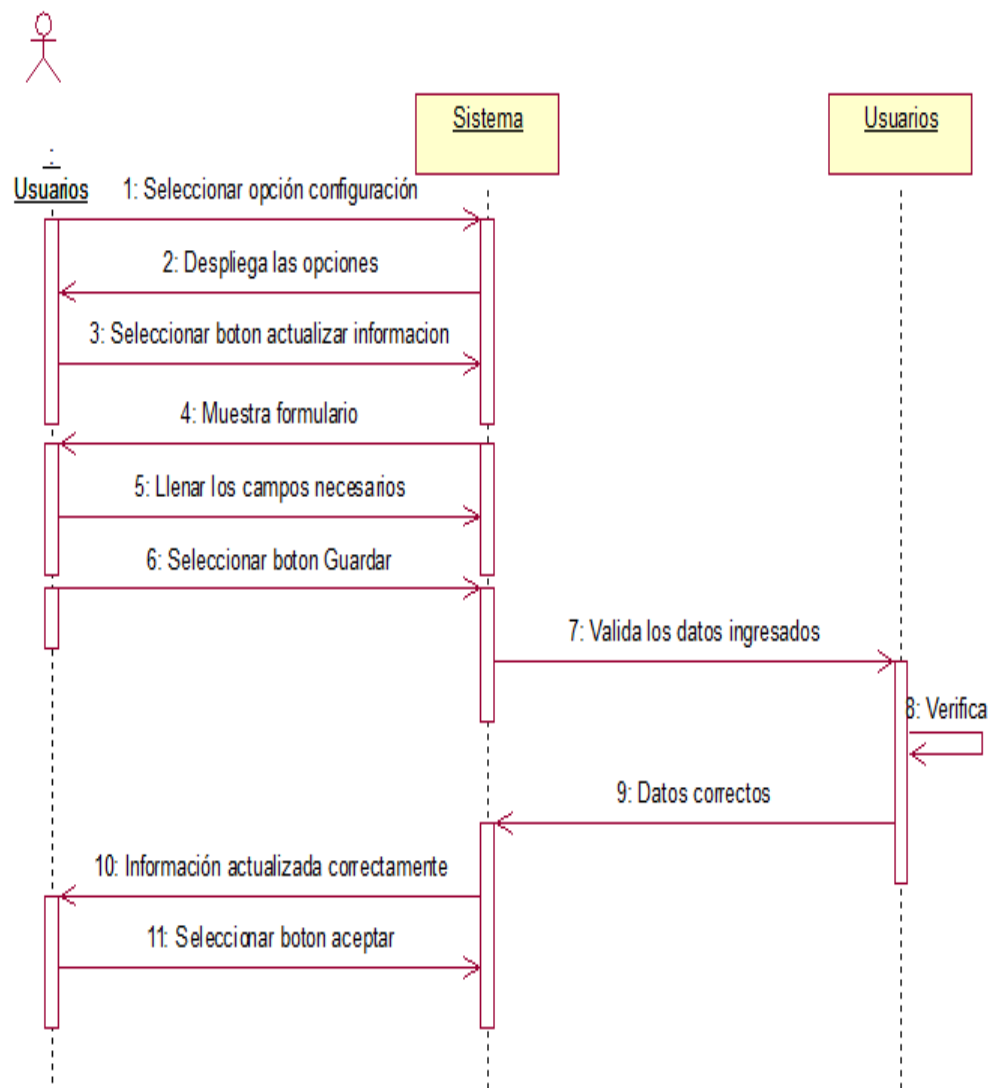 Sistema
Usuarios
:
Usuarios
1: Seleccionar opción configuración
2: Despliega las opciones
3: Seleccionar boton actualizar informacion
4: Muestra formulario
5: Llenar los campos necesarios
6: Seleccionar boton Guardar
7: Valida los datos ingresados
8: Verifica
9: Datos correctos
10: Información actualizada correctamente
11: Seleccionar boton aceptar